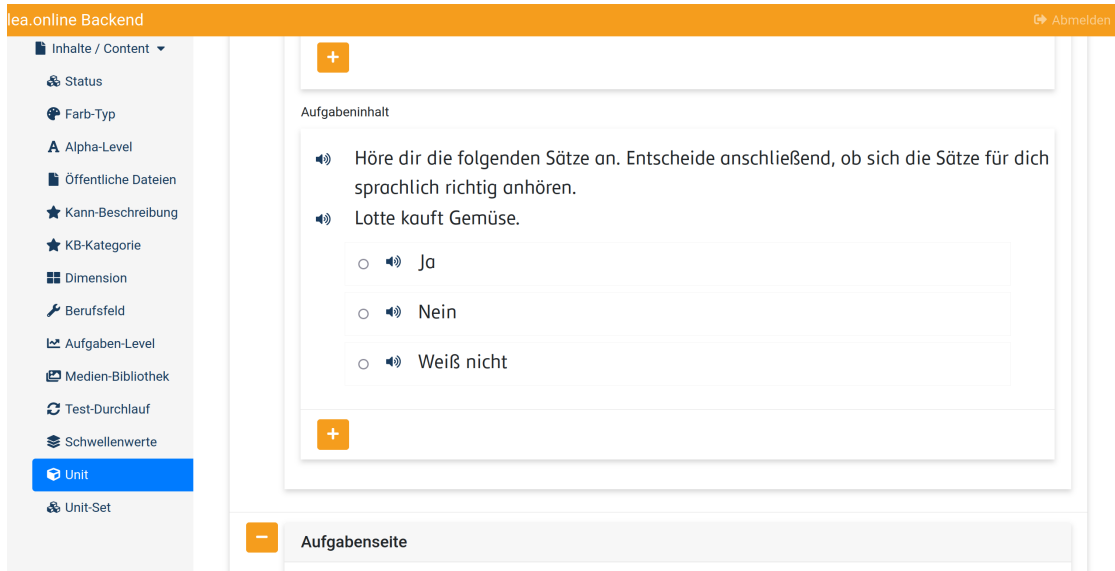 lea.online Backend
Abmelden
Inhalte / Content
Status
Farb-Typ
Alpha-Level
Öffentliche Dateien
Kann-Beschreibung
KB-Kategorie
Dimension
Berufsfeld
Aufgaben-Level
Medien-Bibliothek
Test-Durchlauf
Schwellenwerte
Unit
Unit-Set
Aufgabeninhalt
Höre dir die folgenden Sätze an. Entscheide anschließend, ob sich die Sätze für dich
sprachlich richtig anhören.
Lotte kauft Gemüse.
Ja
Nein
Weiß nicht
Aufgabenseite